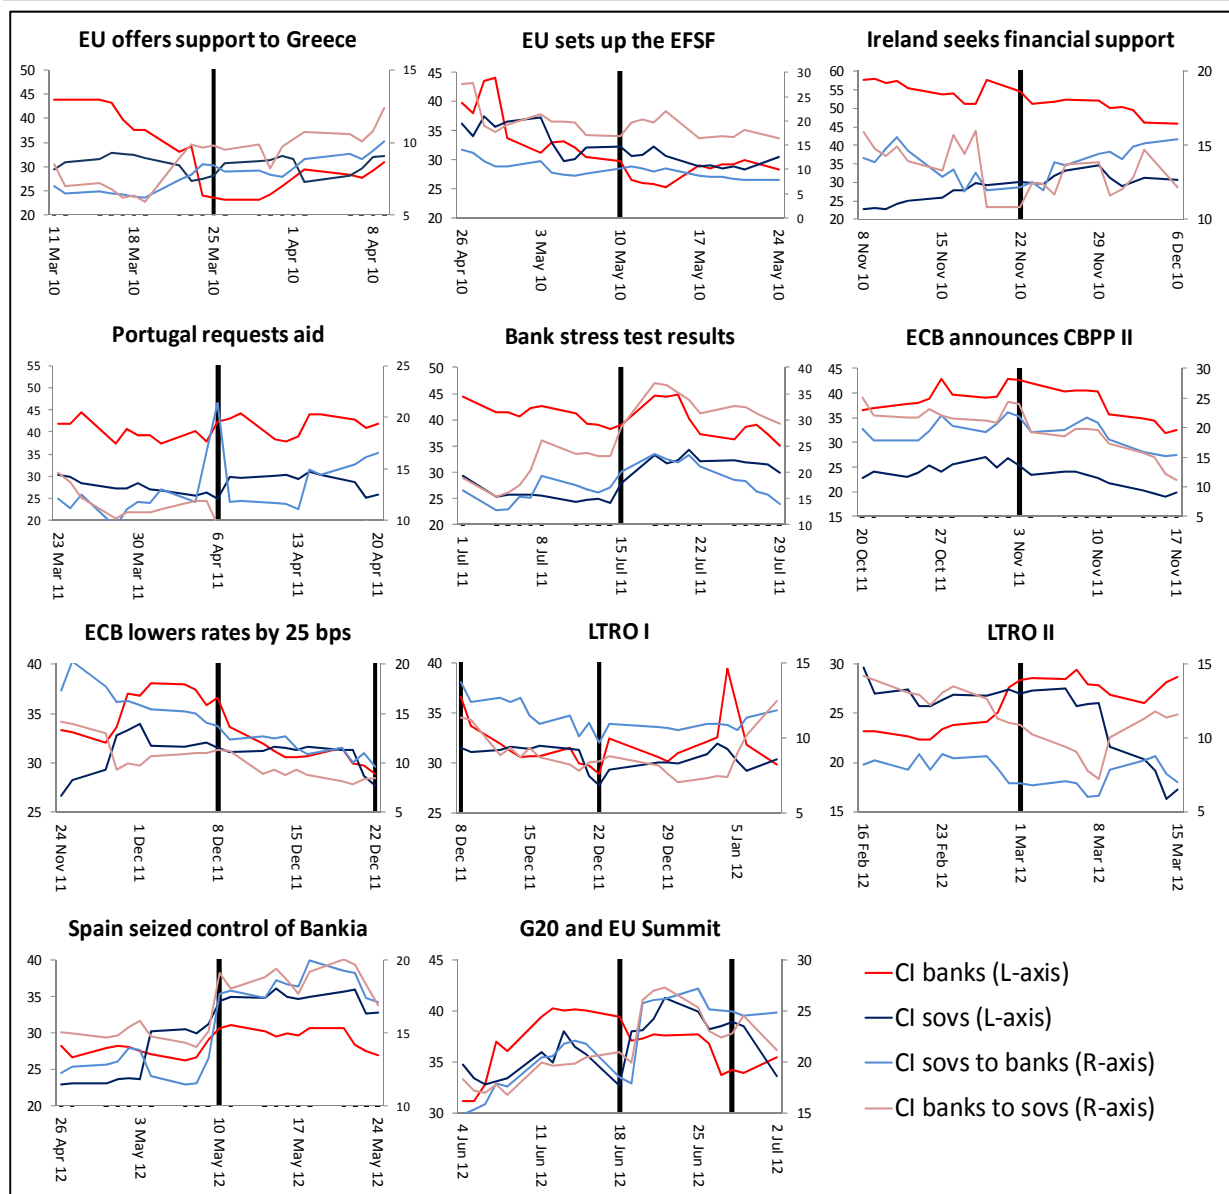 EU offers support to Greece
50
45
40
35
30
25
20
15
10
5
11 Mar 10
18 Mar 10
25 Mar 10
1 Apr 10
8 Apr 10
EU sets up the EFSF
45
40
35
30
25
20
30
25
20
15
10
5
0
26 Apr 10
3 May 10
10 May 10
17 May 10
24 May 10
Ireland seeks financial support
60
55
50
45
40
35
30
25
20
20
15
10
8 Nov 10
15 Nov 10
22 Nov 10
29 Nov 10
6 Dec 10
Portugal requests aid
55
50
45
40
35
30
25
20
25
20
15
10
23 Mar 11
30 Mar 11
6 Apr 11
13 Apr 11
20 Apr 11
Bank stress test results
50
45
40
35
30
25
20
40
35
30
25
20
15
10
1 Jul 11
8 Jul 11
15 Jul 11
22 Jul 11
29 Jul 11
ECB announces CBPP II
45
40
35
30
25
20
15
30
25
20
15
10
5
20 Oct 11
27 Oct 11
3 Nov 11
10 Nov 11
17 Nov 11
ECB lowers rates by 25 bps
40
35
30
25
20
15
10
5
24 Nov 11
1 Dec 11
8 Dec 11
15 Dec 11
22 Dec 11
LTRO I
40
35
30
25
15
10
5
8 Dec 11
15 Dec 11
22 Dec 11
29 Dec 11
5 Jan 12
LTRO II
30
25
20
15
15
10
5
16 Feb 12
23 Feb 12
1 Mar 12
8 Mar 12
15 Mar 12
Spain seized control of Bankia
40
35
30
25
20
20
15
10
26 Apr 12
3 May 12
10 May 12
17 May 12
24 May 12
G20 and EU Summit
45
40
35
30
30
25
20
15
4 Jun 12
11 Jun 12
18 Jun 12
25 Jun 12
2 Jul 12
CI banks (L-axis)
CI sovs (L-axis)
CI sovs to banks (R-axis)
CI banks to sovs (R-axis)